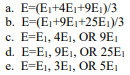 a. E=(E₁+4E₁+9E₁)/3
b. E=(E₁+9E₁+25E₁)/3
c. E=E₁, 4E₁, OR 9E₁
d. E=E₁, 9E₁, OR 25E₁
e. E=E₁, 3E₁, OR 5E₁